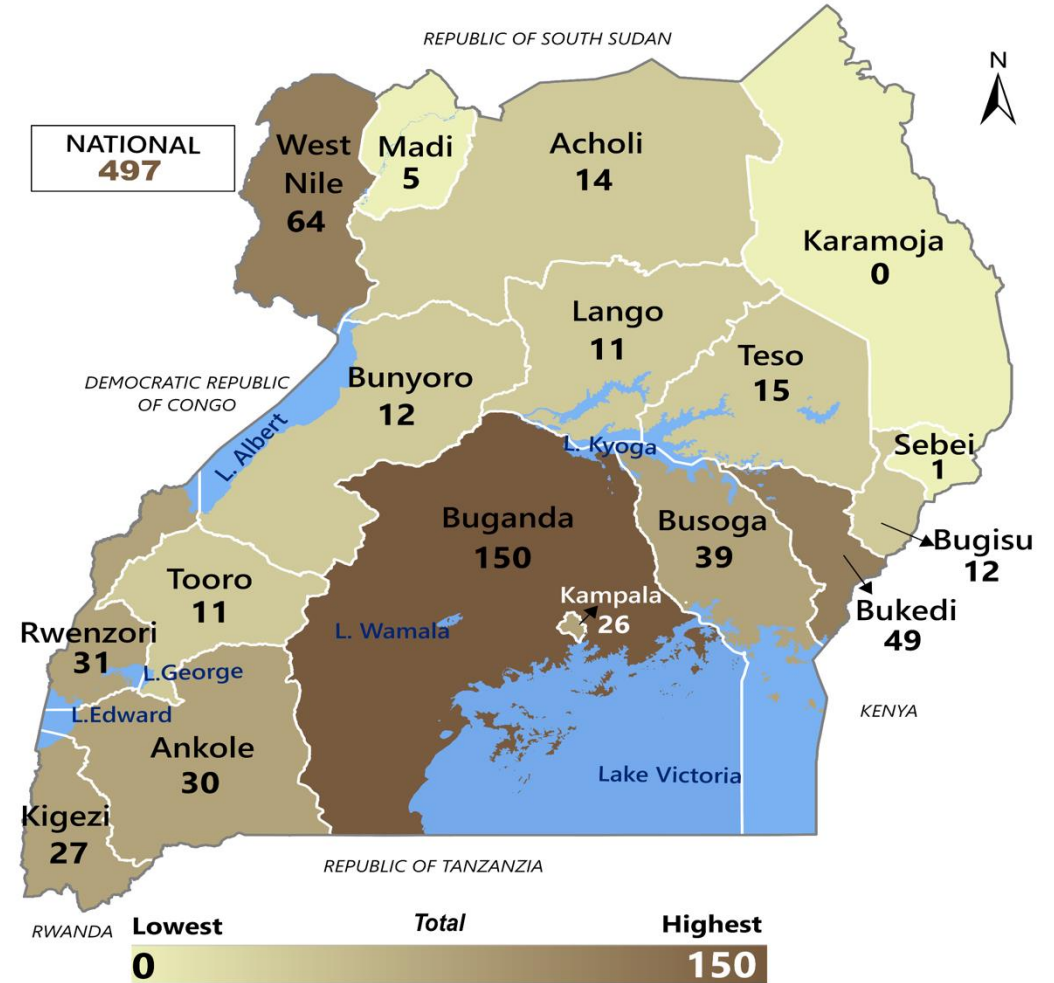 REPUBLIC OF SOUTH SUDAN
N
NATIONAL
497
West
Nile
64
Madi
5
Acholi
14
Karamoja
0
Lango
11
Teso
15
DEMOCRATIC REPUBLIC
OF CONGO
Bunyoro
12
L. Albert
L. Kyoga
Sebei
1
Buganda
150
Busoga
39
Bugisu
12
Tooro
11
Kampala
26
Bukedi
49
Rwenzori
31
L. Wamala
L.George
L.Edward
KENYA
Ankole
30
Lake Victoria
Kigezi
27
REPUBLIC OF TANZANZIA
RWANDA
Lowest Total Highest
0 150